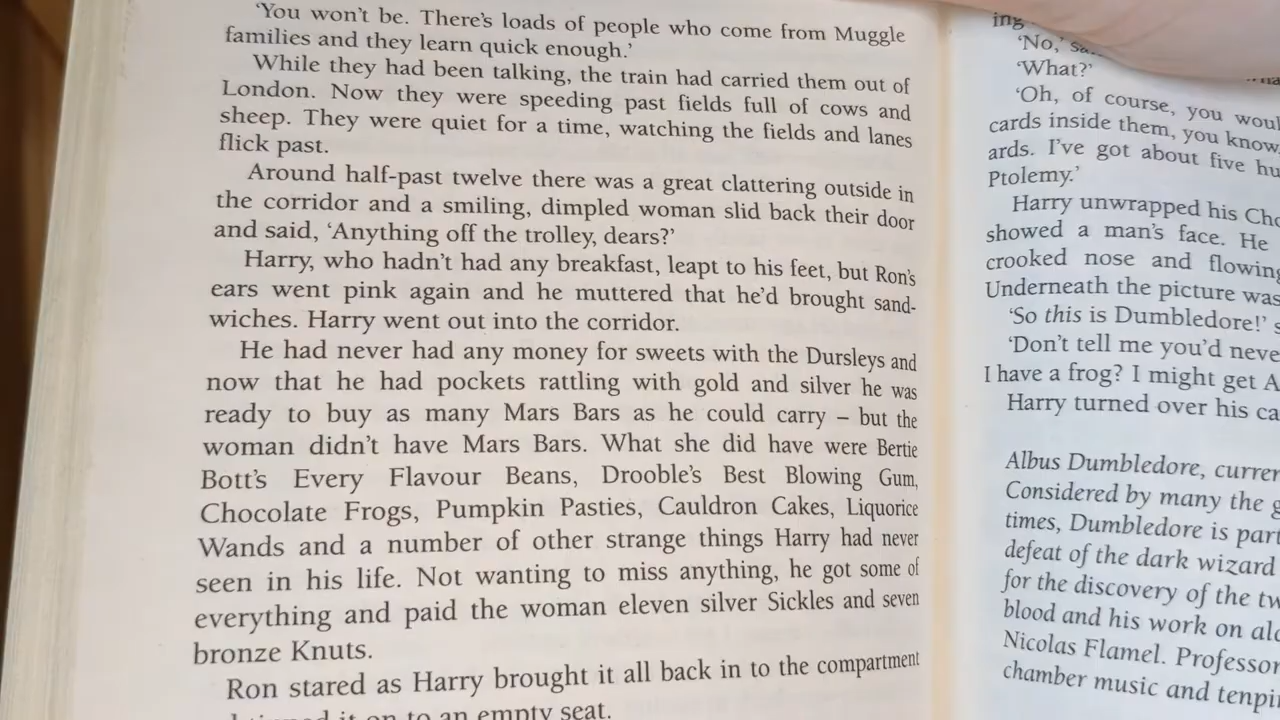 ‘You won’t be. There’s loads of people who come from Muggle
families and they learn quick enough.’
While they had been talking, the train had carried them out of
London. Now they were speeding past fields full of cows and
sheep. They were quiet for a time, watching the fields and lanes
flick past.
Around half-past twelve there was a great clattering outside in
the corridor and a smiling, dimpled woman slid back their door
and said, ‘Anything off the trolley, dears?’
Harry, who hadn’t had any breakfast, leapt to his feet, but Ron’s
ears went pink again and he muttered that he’d brought sand-
wiches. Harry went out into the corridor.
He had never had any money for sweets with the Dursleys and
now that he had pockets rattling with gold and silver he was
ready to buy as many Mars Bars as he could carry – but the
woman didn’t have Mars Bars. What she did have were Bertie
Bott’s Every Flavour Beans, Drooble’s Best Blowing Gum,
Chocolate Frogs, Pumpkin Pasties, Cauldron Cakes, Liquorice
Wands and a number of other strange things Harry had never
seen in his life. Not wanting to miss anything, he got some of
everything and paid the woman eleven silver Sickles and seven
bronze Knuts.
Ron stared as Harry brought it all back in to the compartment
it on to an empty seat.
ing
‘No,’
‘What?’
‘Oh, of course, you
cards inside them, you know
ards. I’ve got about five
Ptolemy.’
Harry unwrapped his
showed a man’s face. He
crooked nose and
Underneath the picture was
‘So this is Dumbledore!’
‘Don’t tell me you’d
I have a frog? I might get
Harry turned over his
Albus Dumbledore,
Considered by many the
times, Dumbledore is
defeat of the dark wizard
for the discovery of the
blood and his work on
Nicolas Flamel. Professor
chamber music and